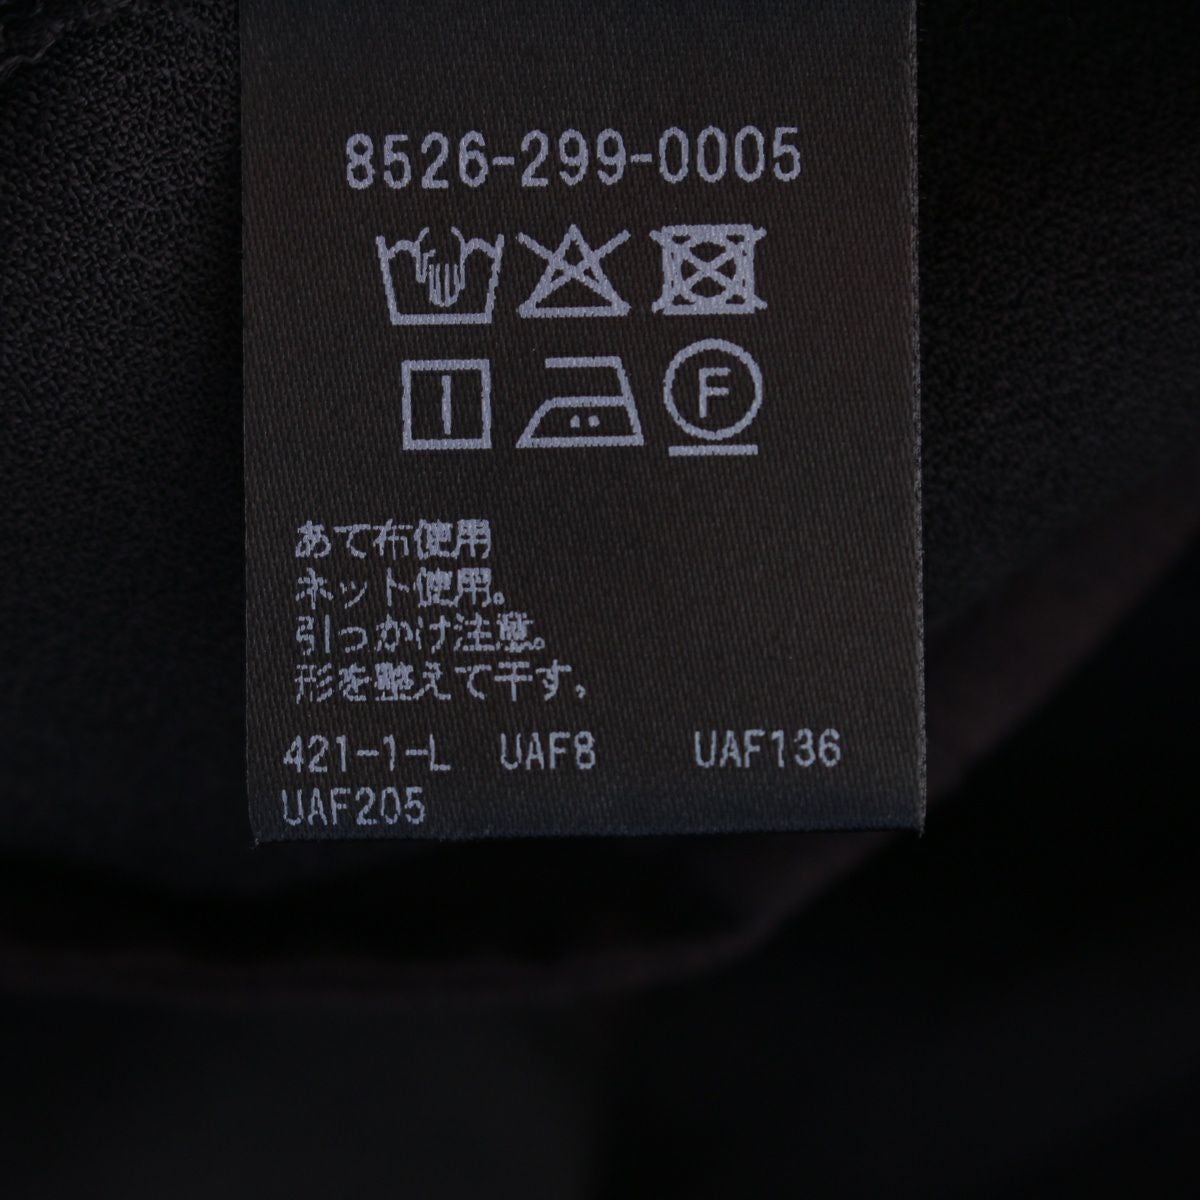 8526-299-0005
F
あて布使用
ネット使用。
引っかけ注意。
形を整えて干す。
421-1-L UAF8 UAF136
UAF205